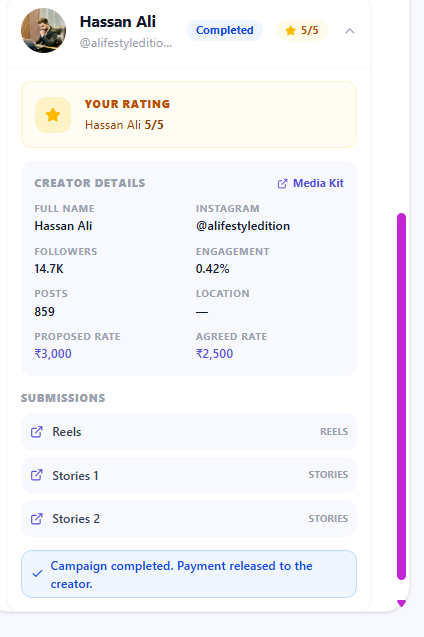 Hassan Ali
@alifestyleditio...
Completed
5/5
YOUR RATING
Hassan Ali 5/5
CREATOR DETAILS
Media Kit
FULL NAME
INSTAGRAM
Hassan Ali
@alifestyledition
FOLLOWERS
ENGAGEMENT
14.7K
0.42%
POSTS
LOCATION
859
—
PROPOSED RATE
AGREED RATE
₹3,000
₹2,500
SUBMISSIONS
Reels
REELS
Stories 1
STORIES
Stories 2
STORIES
Campaign completed. Payment released to the
creator.